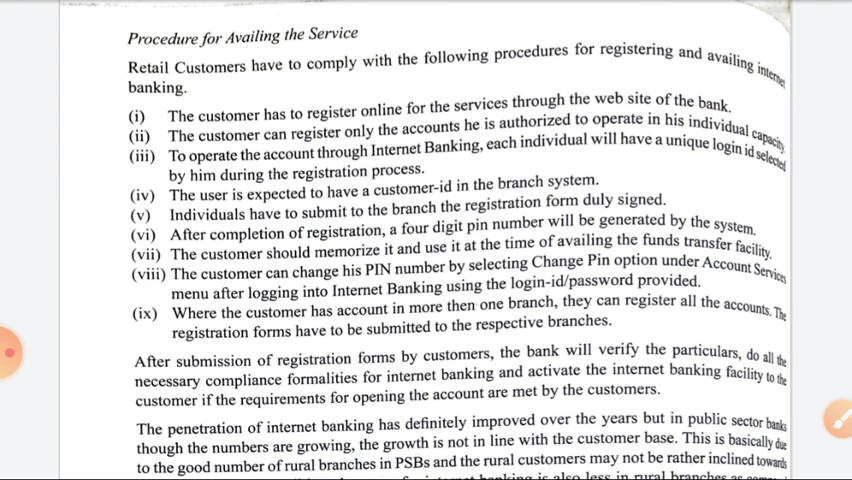 Procedure for Availing the Service
Retail Customers have to comply with the following procedures for registering and availing internet
banking.
(i) The customer has to register online for the services through the web site of the bank.
(ii) The customer can register only the accounts he is authorized to operate in his individual capacity.
(iii) To operate the account through Internet Banking, each individual will have a unique login id selected
by him during the registration process.
(iv) The user is expected to have a customer-id in the branch system.
(v) Individuals have to submit to the branch the registration form duly signed.
(vi) After completion of registration, a four digit pin number will be generated by the system.
(vii) The customer should memorize it and use it at the time of availing the funds transfer facility.
(viii) The customer can change his PIN number by selecting Change Pin option under Account Services
menu after logging into Internet Banking using the login-id/password provided.
(ix) Where the customer has account in more then one branch, they can register all the accounts. The
registration forms have to be submitted to the respective branches.
After submission of registration forms by customers, the bank will verify the particulars, do all the
necessary compliance formalities for internet banking and activate the internet banking facility to the
customer if the requirements for opening the account are met by the customers.
The penetration of internet banking has definitely improved over the years but in public sector banks
though the numbers are growing, the growth is not in line with the customer base. This is basically due
to the good number of rural branches in PSBs and the rural customers may not be rather inclined towards
banking is also less in rural branches as